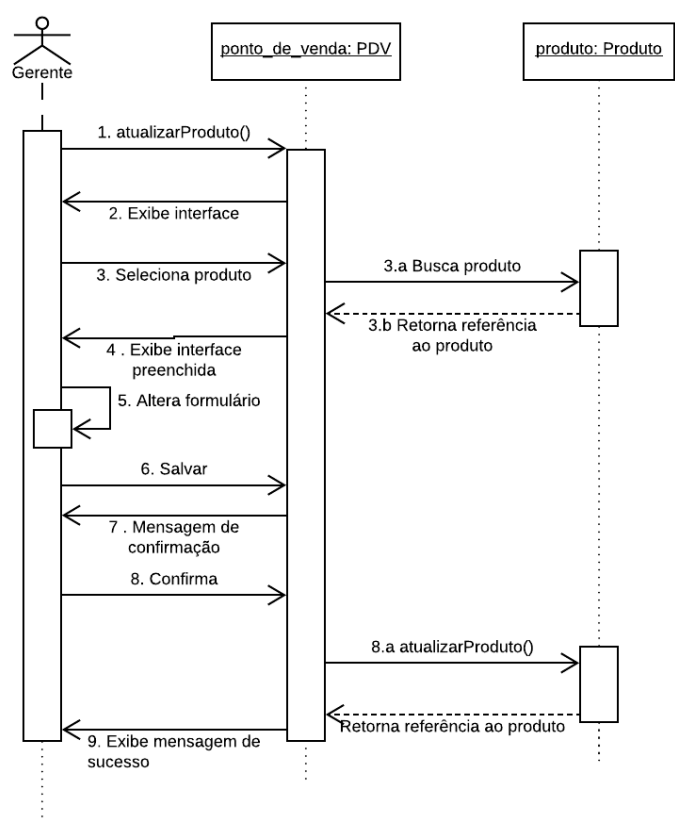 ponto_de_venda: PDV
produto: Produto
Gerente
1. atualizarProduto()
2. Exibe interface
3. Seleciona produto
3.a Busca produto
3.b Retorna referência
ao produto
4 . Exibe interface
preenchida
5. Altera formulário
6. Salvar
7 . Mensagem de
confirmação
8. Confirma
8.a atualizarProduto()
Retorna referência ao produto
9. Exibe mensagem de
sucesso